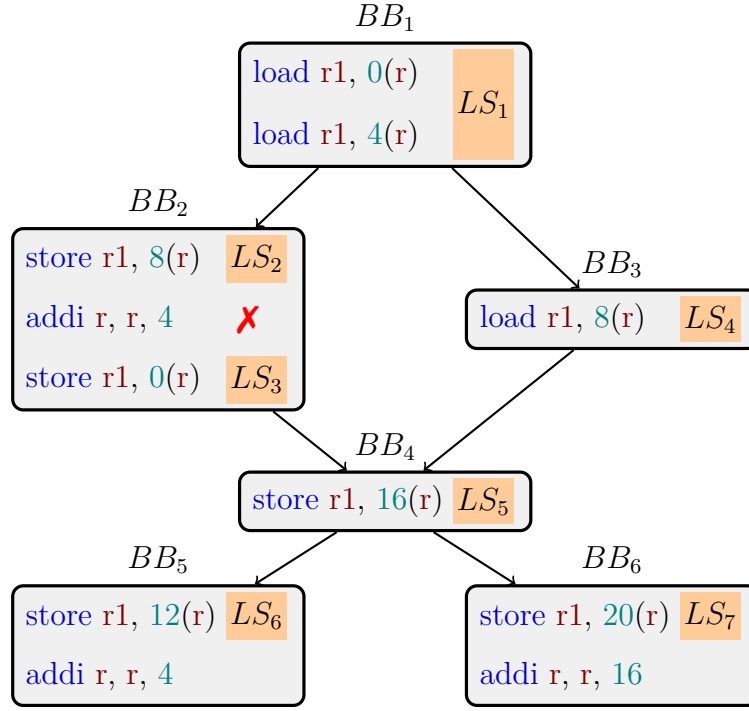 BB₁
load r1, 0(r)
LS₁
load r1, 4(r)
BB₂
store r1, 8(r) LS₂
addi r, r, 4 ✗
store r1, 0(r) LS₃
BB₃
load r1, 8(r) LS₄
BB₄
store r1, 16(r) LS₅
BB₅
store r1, 12(r) LS₆
addi r, r, 4
BB₆
store r1, 20(r) LS₇
addi r, r, 16